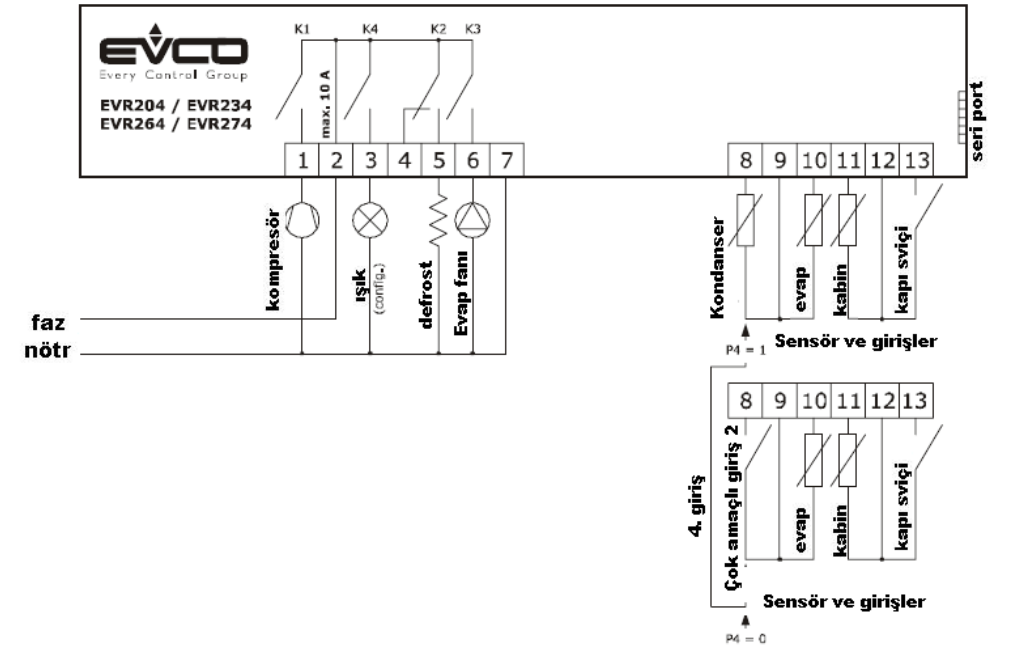 K1 K4 K2 K3
EVCO
Every Control Group
EVR204 / EVR234
EVR264 / EVR274
max. 10 A
seri port
1 2 3 4 5 6 7
8 9 10 11 12 13
kompresör
ışık
(config.)
defrost
Evap fanı
Kondanser
evap
kabin
kapı sviçi
faz
nötr
Sensör ve girişler
P4 = 1
8 9 10 11 12 13
4. giriş
Çok amaçlı giriş 2
evap
kabin
kapı sviçi
Sensör ve girişler
P4 = 0